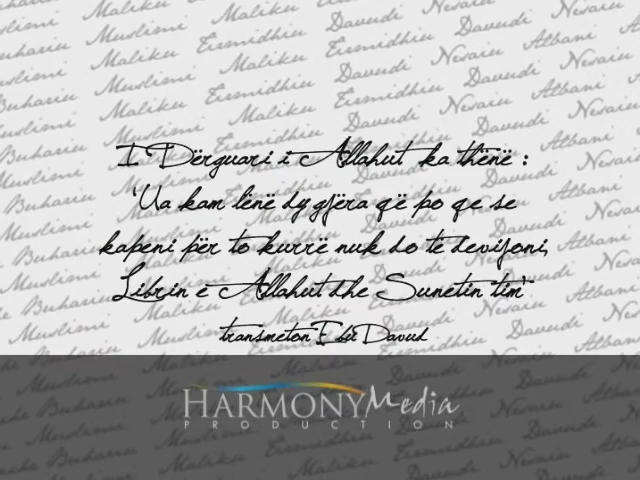 I Dërguari i Allahut ka thënë :
'Ua kam lënë dy gjëra që po qe se
kapeni për to kurrë nuk do të devijoni,
Librin e Allahut dhe Sunetin tim'
transmeton Ebu Davud
HARMONY Media
PRODUCTION